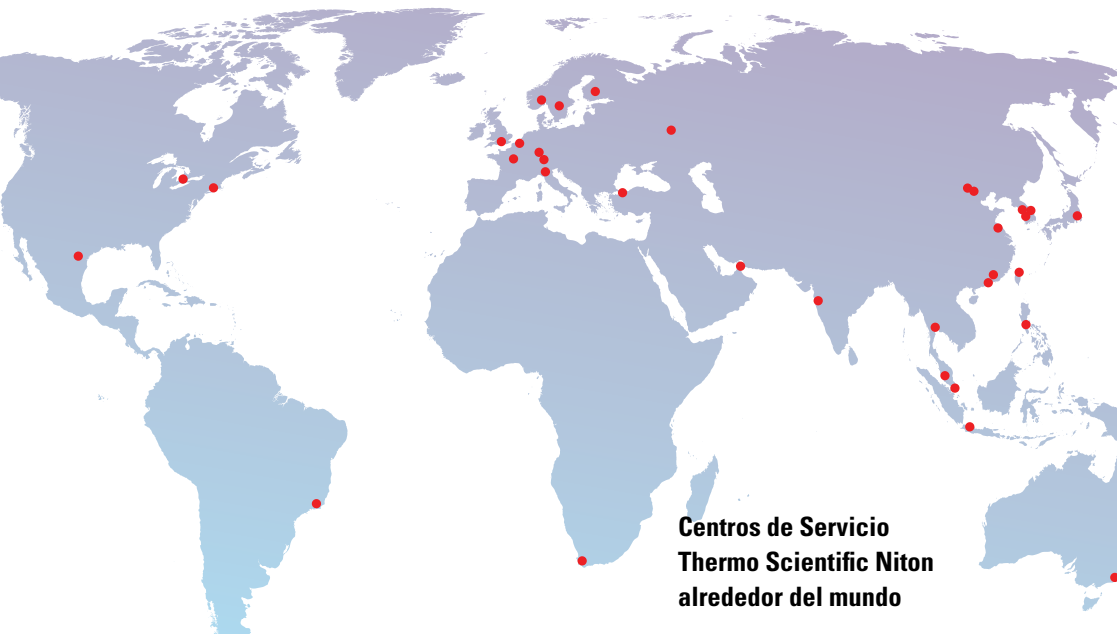 Centros de Servicio
Thermo Scientific Niton
alrededor del mundo